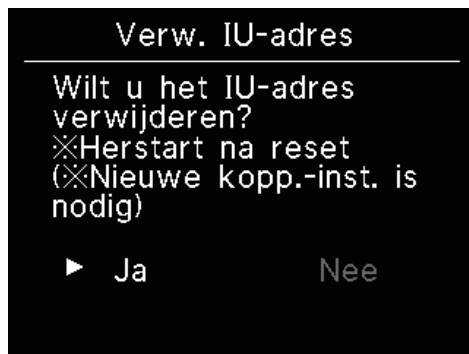 Verw. IU-adres
Wilt u het IU-adres
verwijderen?
※Herstart na reset
(※Nieuwe kopp.-inst. is
nodig)
► Ja Nee